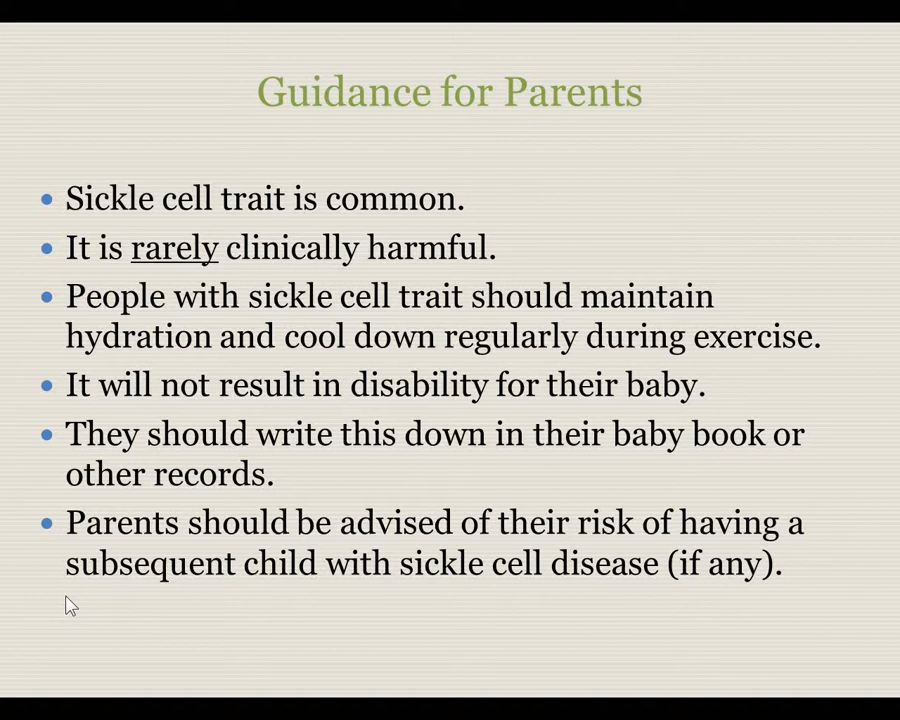 Guidance for Parents
• Sickle cell trait is common.
• It is rarely clinically harmful.
• People with sickle cell trait should maintain
hydration and cool down regularly during exercise.
• It will not result in disability for their baby.
• They should write this down in their baby book or
other records.
• Parents should be advised of their risk of having a
subsequent child with sickle cell disease (if any).